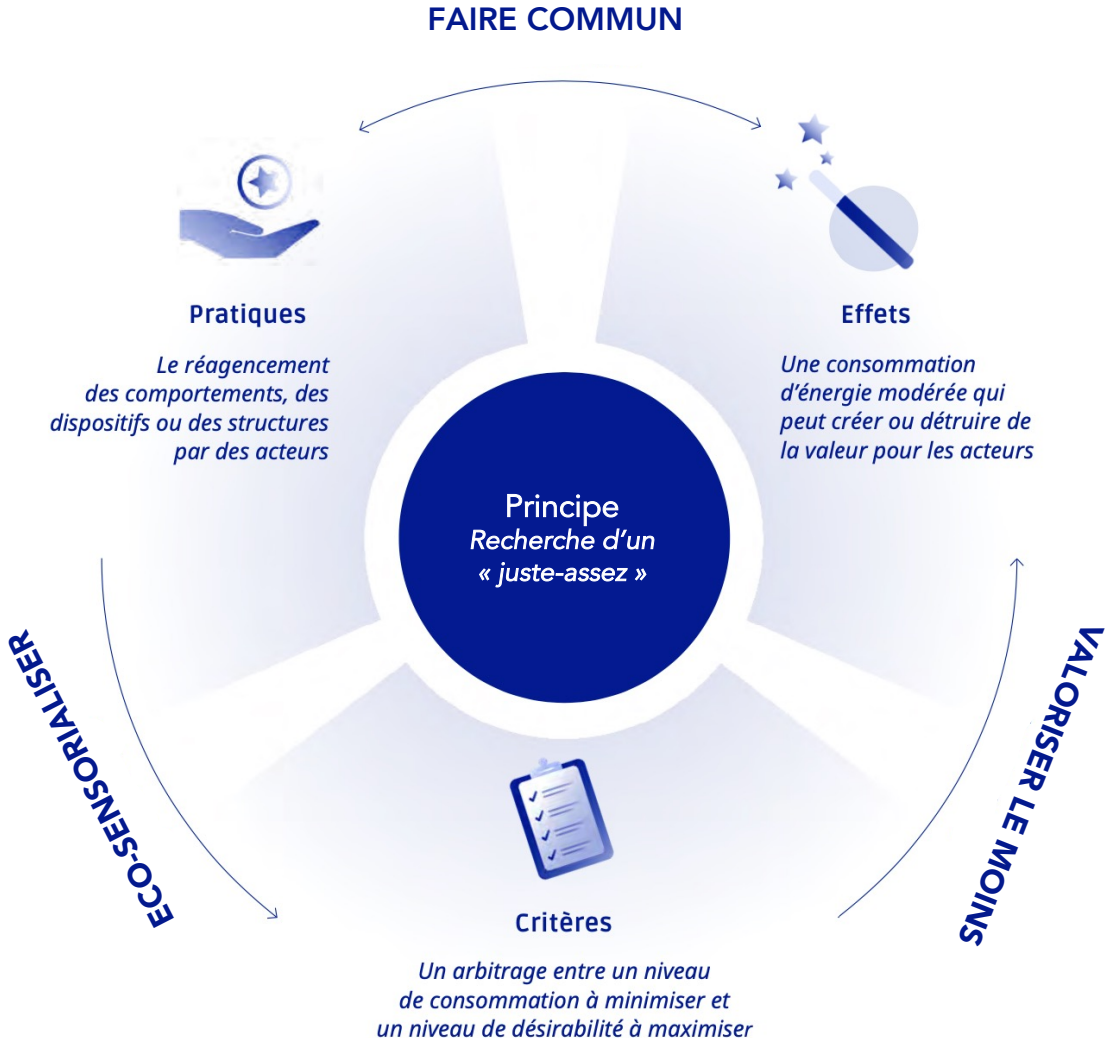 FAIRE COMMUN
Pratiques
Le réagencement
des comportements, des
dispositifs ou des structures
par des acteurs
Effets
Une consommation
d’énergie modérée qui
peut créer ou détruire de
la valeur pour les acteurs
Principe
Recherche d’un
« juste-assez »
ECO-SENSORIALISER
VALORISER LE MOINS
Critères
Un arbitrage entre un niveau
de consommation à minimiser et
un niveau de désirabilité à maximiser